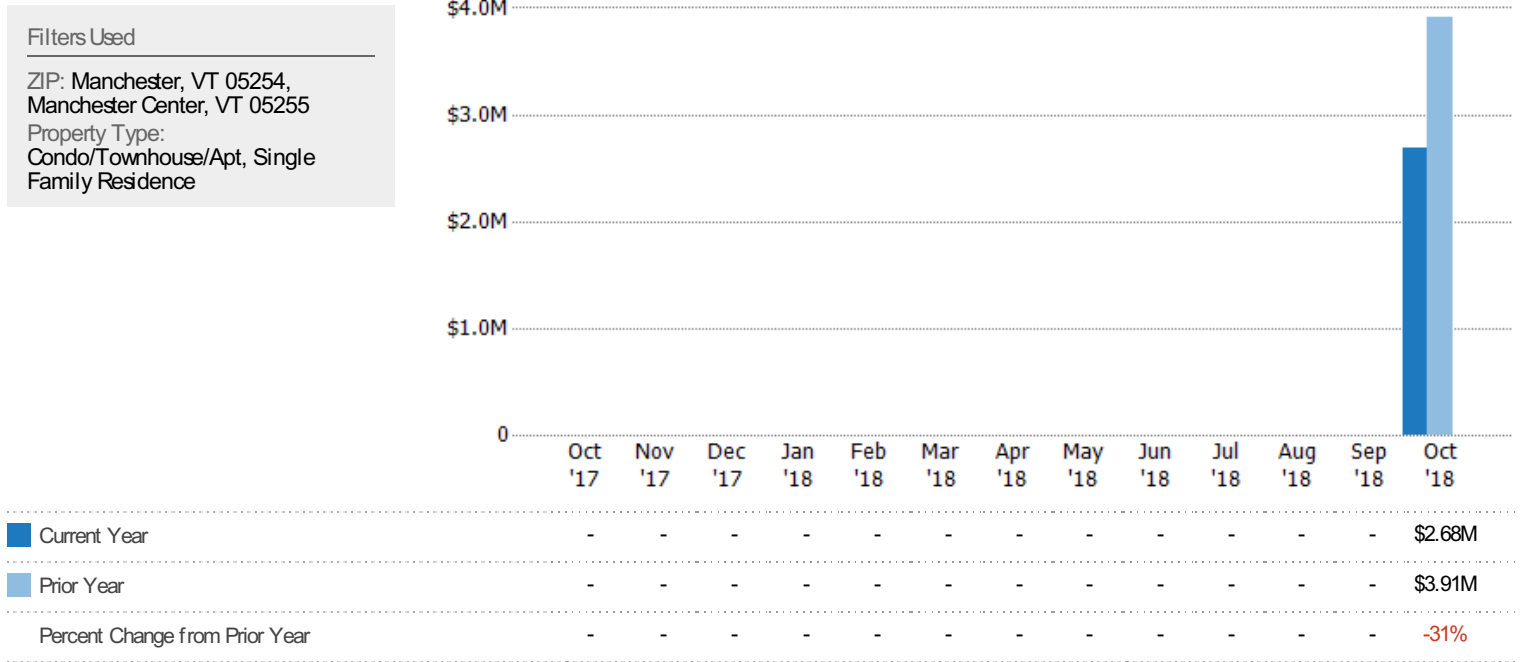 Filters Used
ZIP: Manchester, VT 05254,
Manchester Center, VT 05255
Property Type:
Condo/Townhouse/Apt, Single
Family Residence
$4.0M
$3.0M
$2.0M
$1.0M
0
Oct Nov Dec Jan Feb Mar Apr May Jun Jul Aug Sep Oct
'17 '17 '17 '18 '18 '18 '18 '18 '18 '18 '18 '18 '18
Current Year - - - - - - - - - - - - $2.68M
Prior Year - - - - - - - - - - - - $3.91M
Percent Change from Prior Year - - - - - - - - - - - - -31%